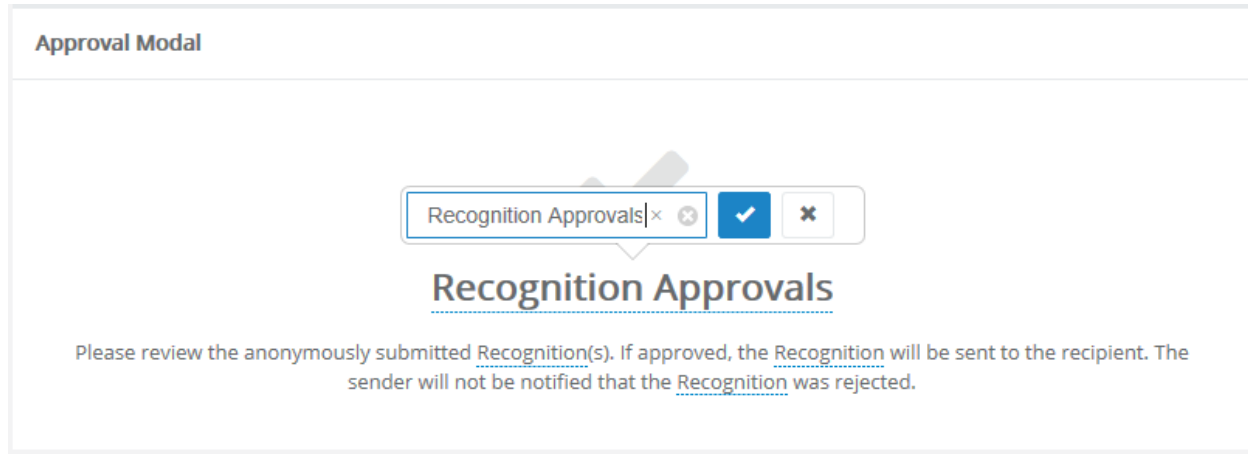 Approval Modal
Recognition Approvals
Recognition Approvals
Please review the anonymously submitted Recognition(s). If approved, the Recognition will be sent to the recipient. The
sender will not be notified that the Recognition was rejected.